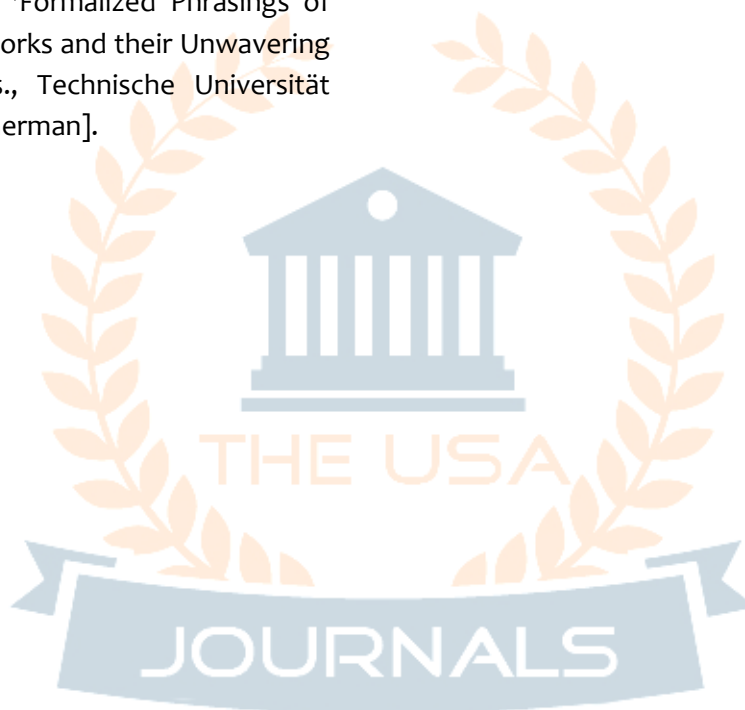 "Formalized Phrasings of
orks and their Unwavering
s., Technische Universität
erman].
THE USA
JOURNALS